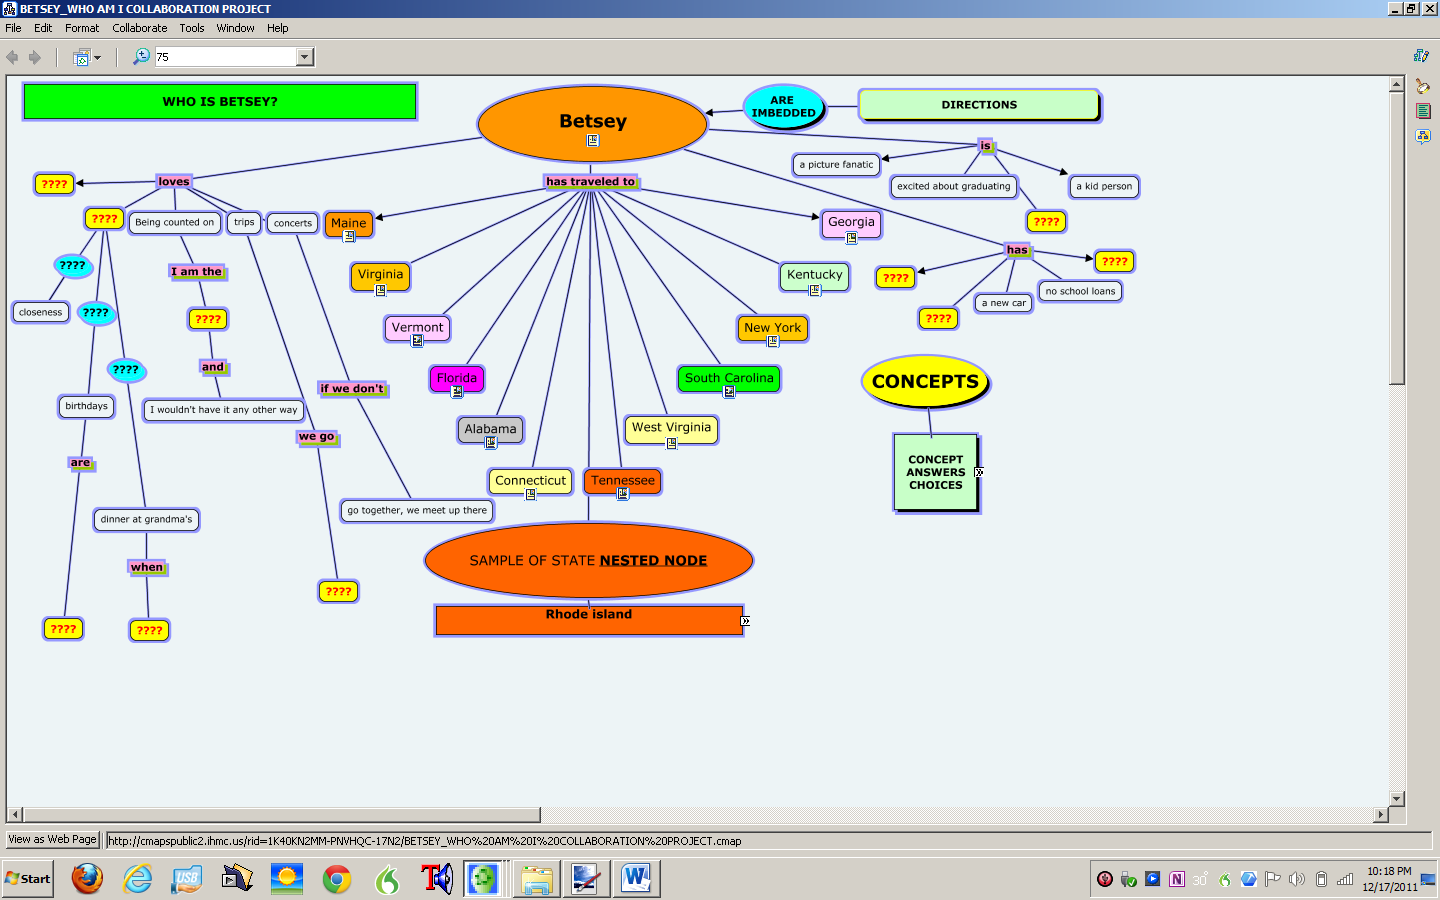 BETSEY_WHO AM I COLLABORATION PROJECT
File Edit Format Collaborate Tools Window Help
75
WHO IS BETSEY?
Betsey
ARE
IMBEDDED
DIRECTIONS
is
a picture fanatic
excited about graduating
a kid person
????
has
????
????
no school loans
a new car
????
loves
????
????
Being counted on
trips
concerts
has traveled to
Maine
Georgia
Virginia
Kentucky
Vermont
New York
Florida
South Carolina
Alabama
West Virginia
Connecticut
Tennessee
????
closeness
????
????
I am the
????
and
I wouldn't have it any other way
if we don't
we go
birthdays
are
dinner at grandma's
when
go together, we meet up there
????
????
????
CONCEPTS
CONCEPT
ANSWERS
CHOICES
SAMPLE OF STATE NESTED NODE
Rhode island
View as Web Page
http://cmapspublic2.ihmc.us/rid=1K40KN2MM-PNVHQC-17N2/BETSEY_WHO%20AM%20I%20COLLABORATION%20PROJECT.cmap
Start
USB
30°
10:18 PM
12/17/2011